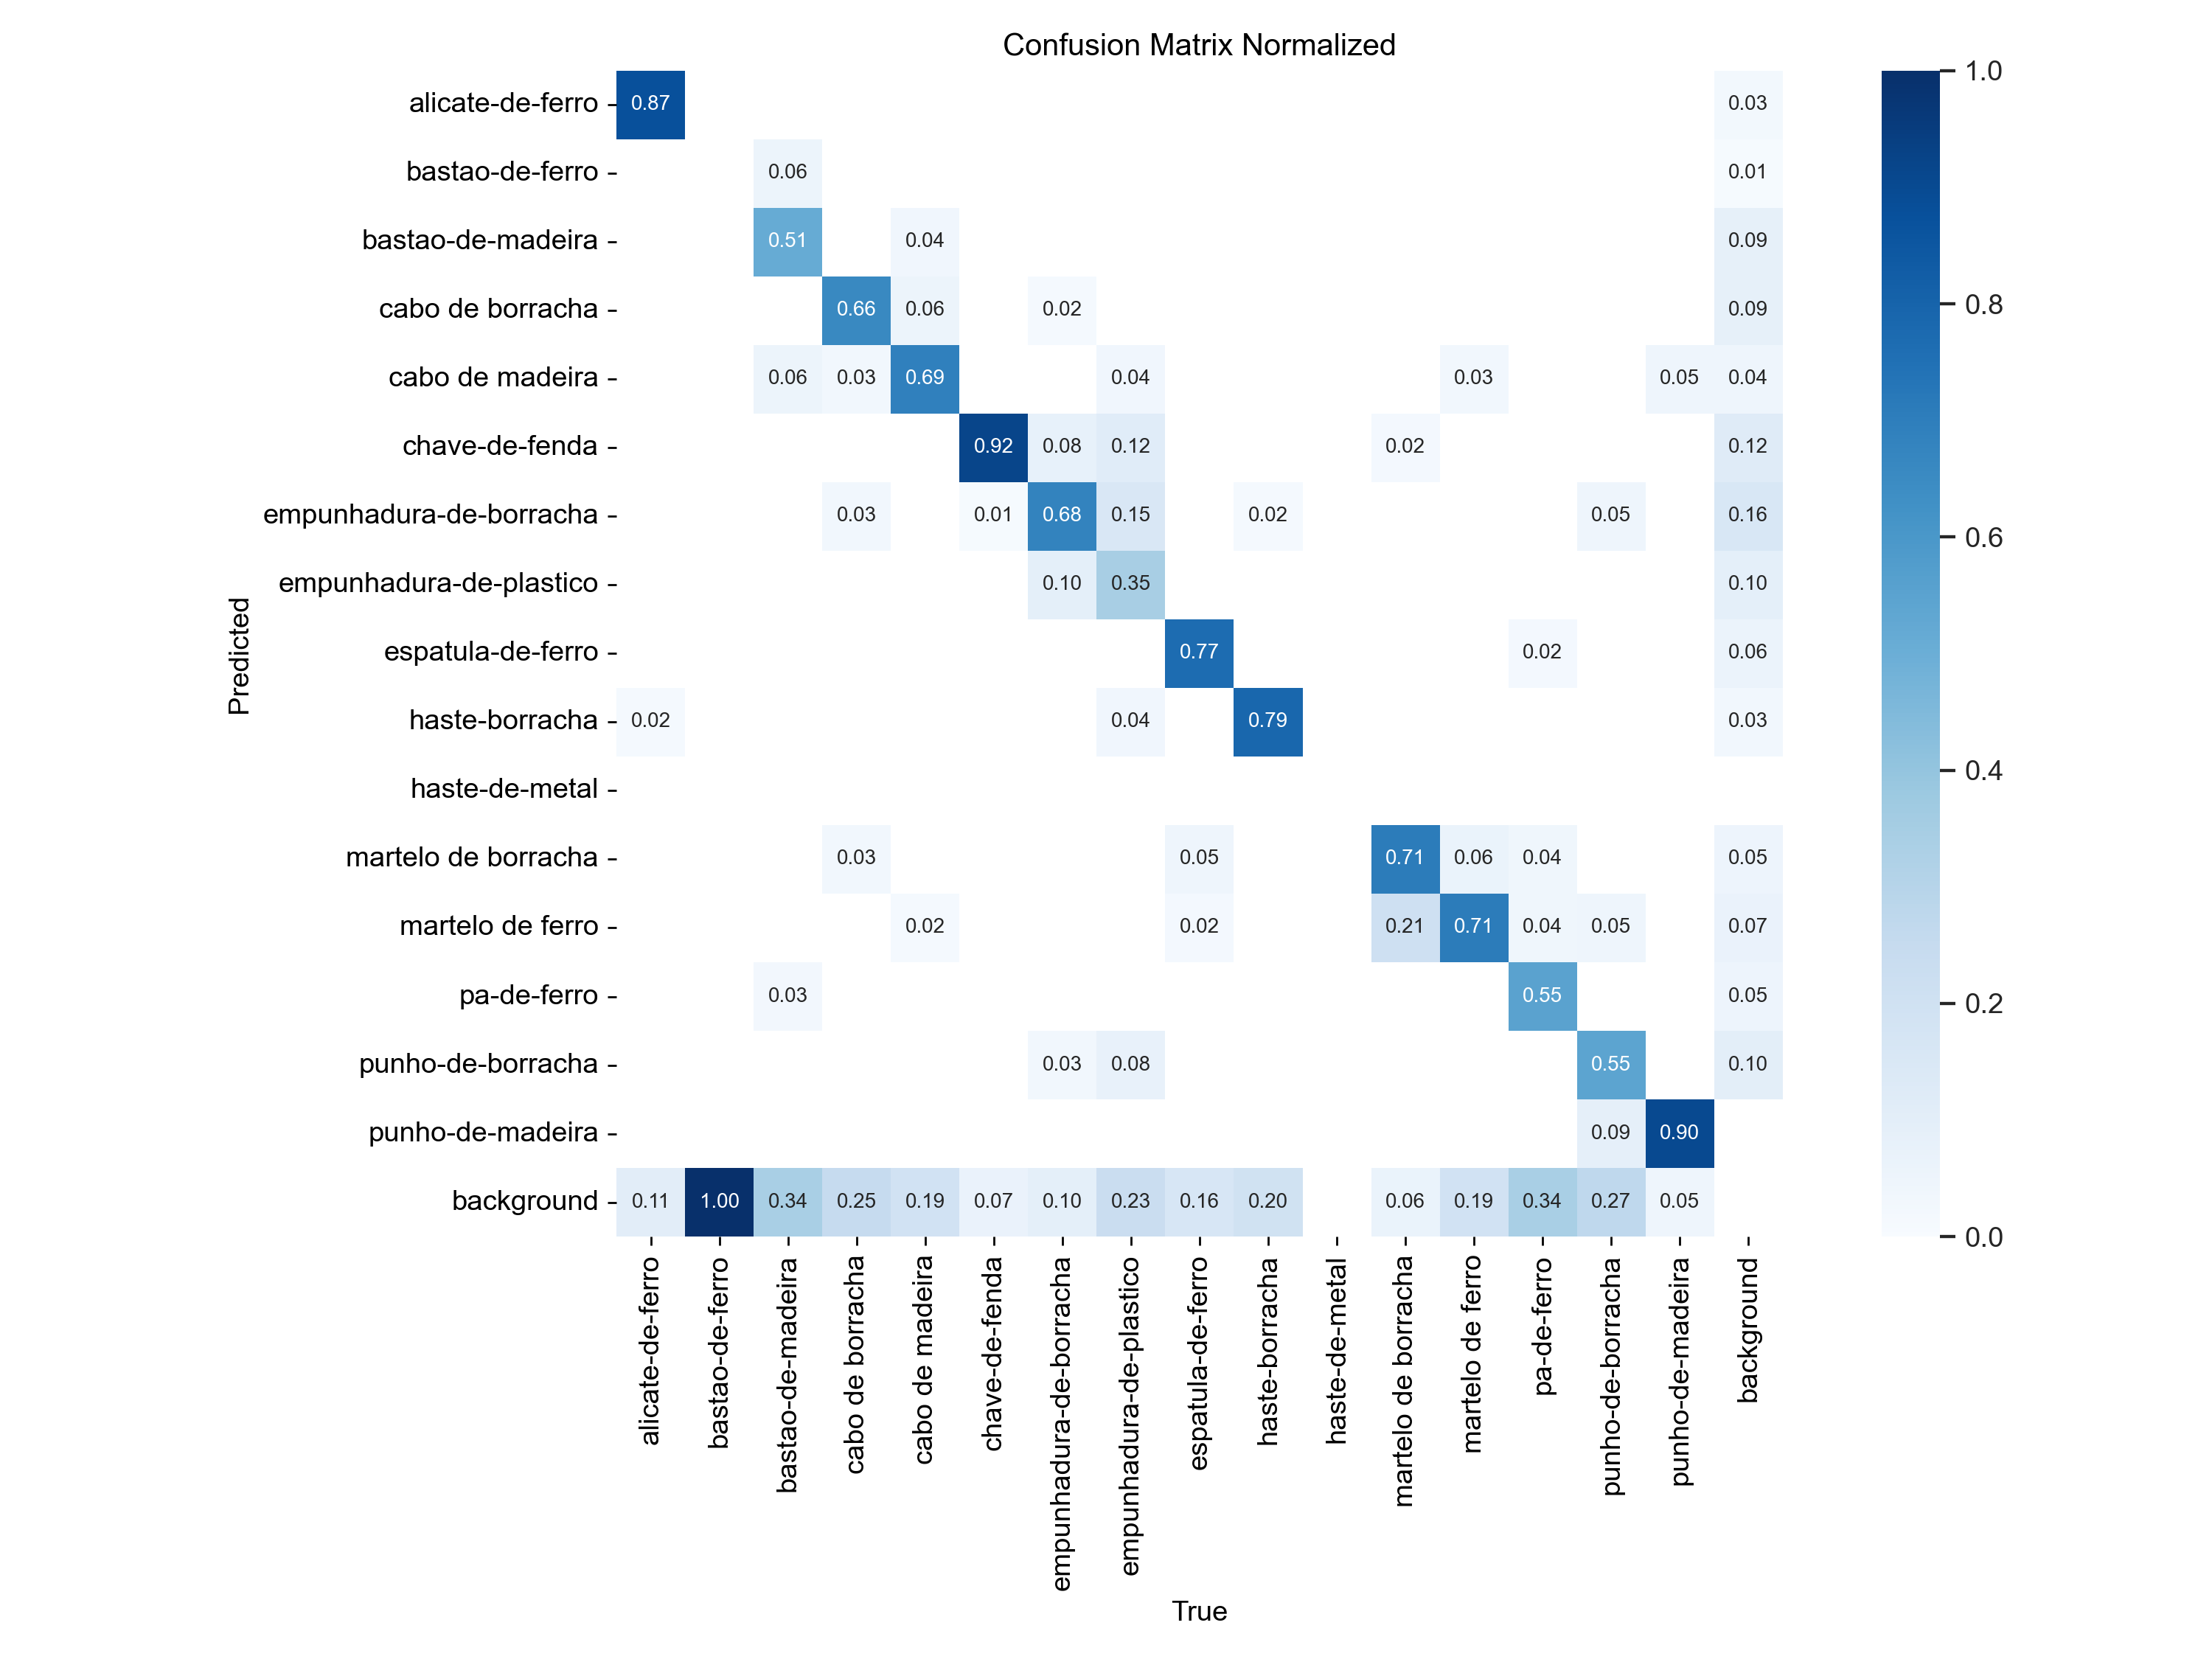 Confusion Matrix Normalized
alicate-de-ferro 0.87 0.03 1.0
bastao-de-ferro 0.06 0.01
bastao-de-madeira 0.51 0.04 0.09
cabo de borracha 0.66 0.06 0.02 0.09 0.8
cabo de madeira 0.06 0.03 0.69 0.04 0.03 0.05 0.04
chave-de-fenda 0.92 0.08 0.12 0.02 0.12
empunhadura-de-borracha 0.03 0.01 0.68 0.15 0.02 0.05 0.16 0.6
empunhadura-de-plastico 0.10 0.35 0.10
Predicted
espatula-de-ferro 0.77 0.02 0.06
haste-borracha 0.02 0.04 0.79 0.03 0.4
haste-de-metal
martelo de borracha 0.03 0.05 0.71 0.06 0.04 0.05
martelo de ferro 0.02 0.02 0.21 0.71 0.04 0.05 0.07
pa-de-ferro 0.03 0.55 0.05 0.2
punho-de-borracha 0.03 0.08 0.55 0.10
punho-de-madeira 0.09 0.90
background 0.11 1.00 0.34 0.25 0.19 0.07 0.10 0.23 0.16 0.20 0.06 0.19 0.34 0.27 0.05 0.0
alicate-de-ferro
bastao-de-ferro
bastao-de-madeira
cabo de borracha
cabo de madeira
chave-de-fenda
empunhadura-de-borracha
empunhadura-de-plastico
espatula-de-ferro
haste-borracha
haste-de-metal
martelo de borracha
martelo de ferro
pa-de-ferro
punho-de-borracha
punho-de-madeira
background
True